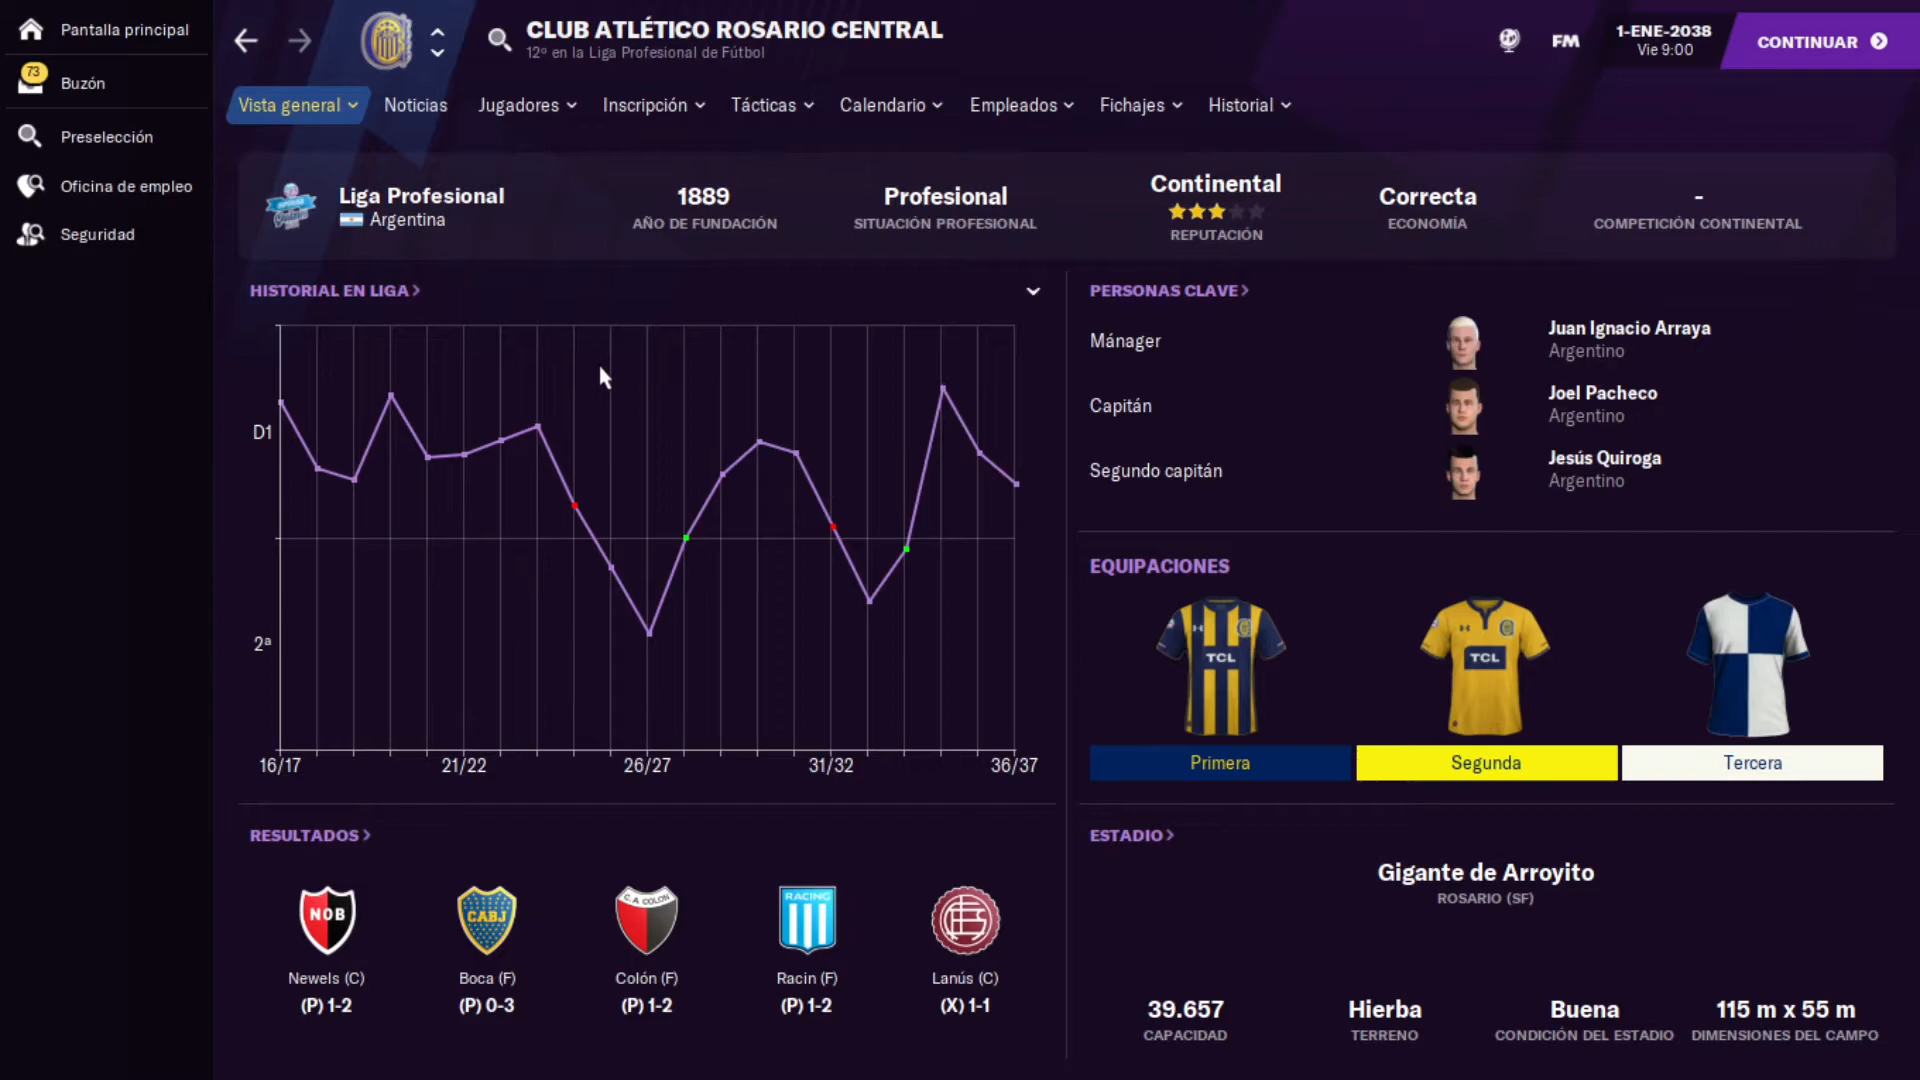 Pantalla principal
73
Buzón
Preselección
Oficina de empleo
Seguridad
CLUB ATLÉTICO ROSARIO CENTRAL
12º en la Liga Profesional de Fútbol
FM
1-ENE-2038
Vie 9:00
CONTINUAR
Vista general
Noticias
Jugadores
Inscripción
Tácticas
Calendario
Empleados
Fichajes
Historial
Liga Profesional
Argentina
1889
AÑO DE FUNDACIÓN
Profesional
SITUACIÓN PROFESIONAL
Continental
REPUTACIÓN
Correcta
ECONOMÍA
-
COMPETICIÓN CONTINENTAL
HISTORIAL EN LIGA
D1
2ª
16/17
21/22
26/27
31/32
36/37
PERSONAS CLAVE
Mánager
Juan Ignacio Arraya
Argentino
Capitán
Joel Pacheco
Argentino
Segundo capitán
Jesús Quiroga
Argentino
EQUIPACIONES
TCL
TCL
Primera
Segunda
Tercera
RESULTADOS
NOB
CABJ
C.A COLON
RACING
Newels (C)
Boca (F)
Colón (F)
Racin (F)
Lanús (C)
(P) 1-2
(P) 0-3
(P) 1-2
(P) 1-2
(X) 1-1
ESTADIO
Gigante de Arroyito
ROSARIO (SF)
39.657
CAPACIDAD
Hierba
TERRENO
Buena
CONDICIÓN DEL ESTADIO
115 m x 55 m
DIMENSIONES DEL CAMPO